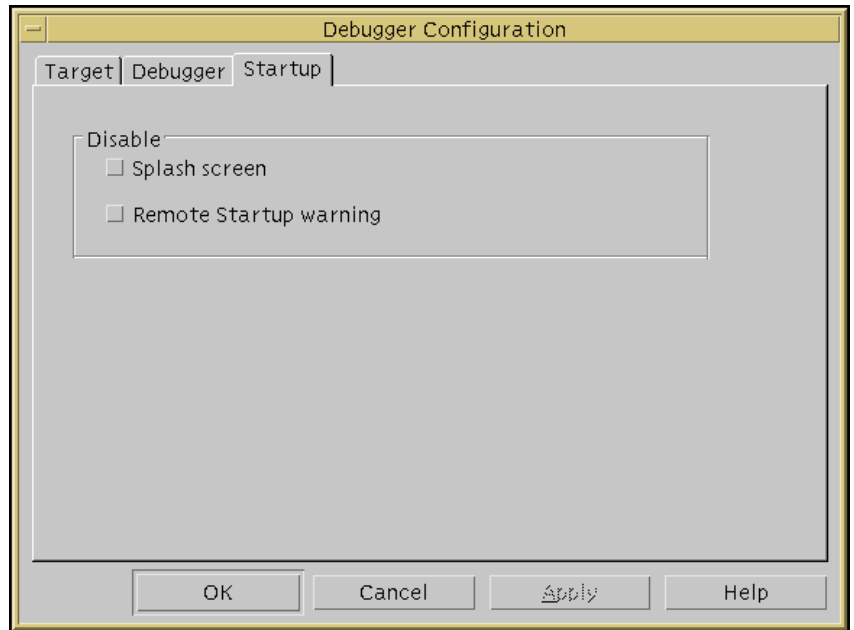 Debugger Configuration
Target Debugger Startup
Disable
Splash screen
Remote Startup warning
OK Cancel Apply Help